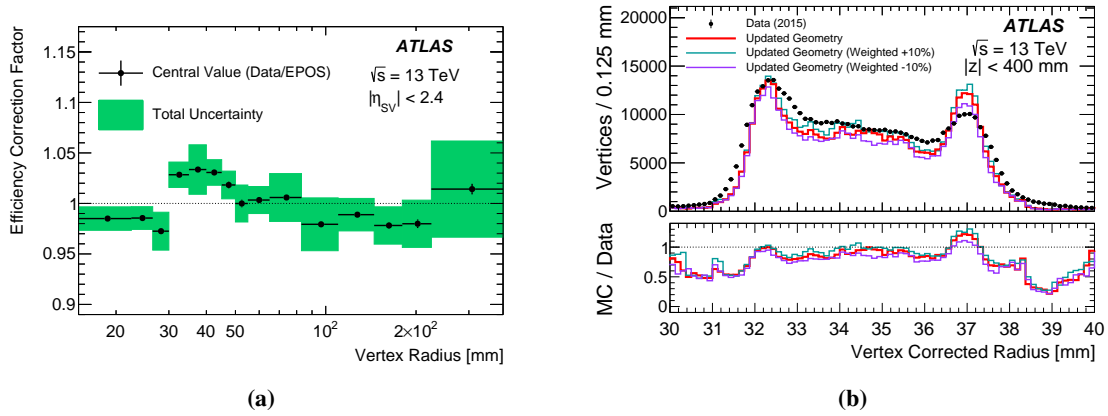 Efficiency Correction Factor
1.15
1.1
1.05
1
0.95
0.9
ATLAS
Central Value (Data/EPOS)
√s = 13 TeV
|η_SV| < 2.4
Total Uncertainty
20
30
40
50
10²
2×10²
Vertex Radius [mm]
(a)
Vertices / 0.125 mm
20000
15000
10000
5000
0
Data (2015)
Updated Geometry
Updated Geometry (Weighted +10%)
Updated Geometry (Weighted -10%)
ATLAS
√s = 13 TeV
|z| < 400 mm
MC / Data
1
0.5
0
30 31 32 33 34 35 36 37 38 39 40
Vertex Corrected Radius [mm]
(b)